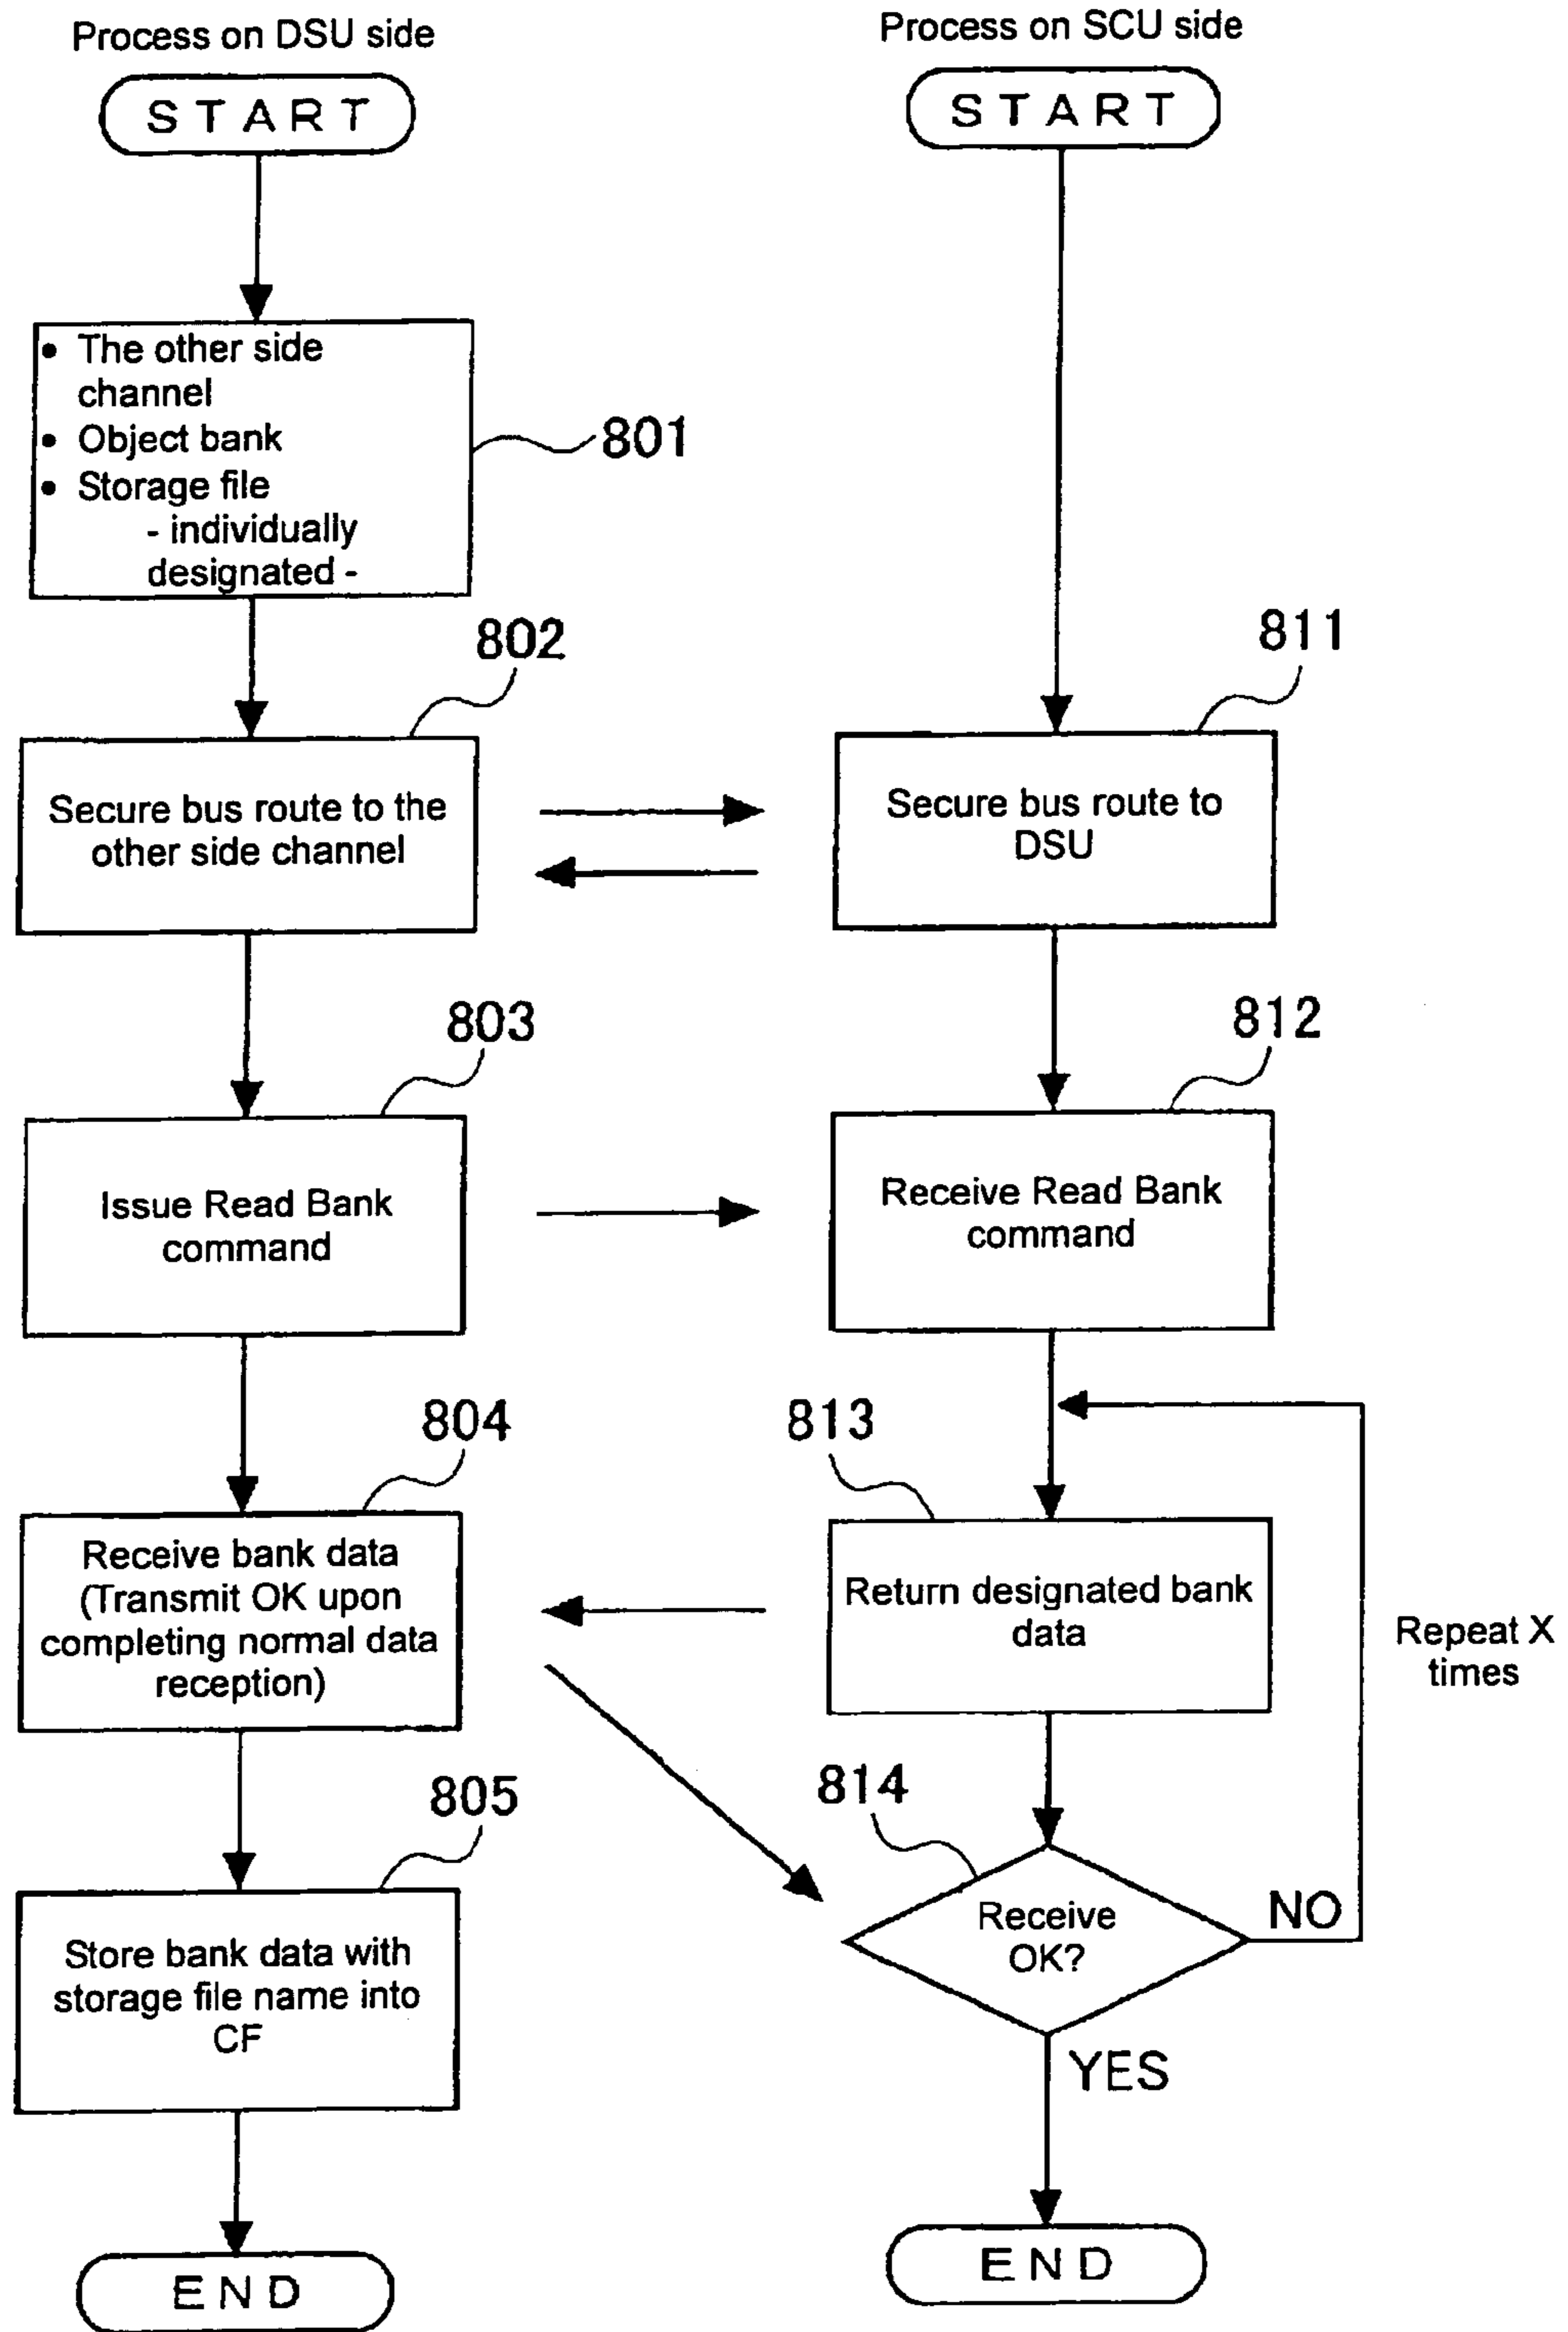 Process on DSU side
START
• The other side
channel
• Object bank
• Storage file
- individually
designated -
801
802
Secure bus route to the
other side channel
803
Issue Read Bank
command
804
Receive bank data
(Transmit OK upon
completing normal data
reception)
805
Store bank data with
storage file name into
CF
END
Process on SCU side
START
811
Secure bus route to
DSU
812
Receive Read Bank
command
813
Return designated bank
data
Repeat X
times
814
Receive
OK?
NO
YES
END